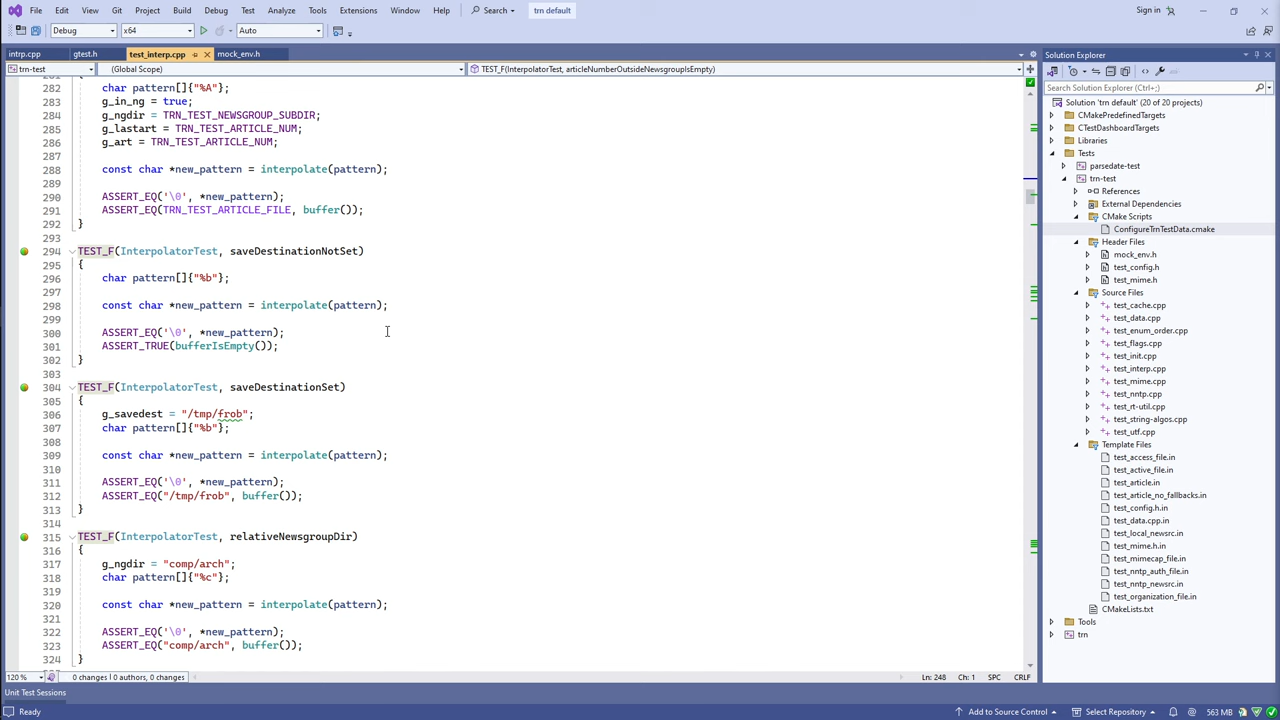 File Edit View Git Project Build Debug Test Analyze Tools Extensions Window Help Search trn default Sign in
Debug x64 Auto
intrp.cpp gtest.h test_interp.cpp mock_env.h
trn-test (Global Scope) TEST_F(InterpolatorTest, articleNumberOutsideNewsgroupIsEmpty)
282 char pattern[]{"%A"};
283 g_in_ng = true;
284 g_ngdir = TRN_TEST_NEWSGROUP_SUBDIR;
285 g_lastart = TRN_TEST_ARTICLE_NUM;
286 g_art = TRN_TEST_ARTICLE_NUM;
287
288 const char *new_pattern = interpolate(pattern);
289
290 ASSERT_EQ('\0', *new_pattern);
291 ASSERT_EQ(TRN_TEST_ARTICLE_FILE, buffer());
292 }
293
294 TEST_F(InterpolatorTest, saveDestinationNotSet)
295 {
296 char pattern[]{"%b"};
297
298 const char *new_pattern = interpolate(pattern);
299
300 ASSERT_EQ('\0', *new_pattern);
301 ASSERT_TRUE(bufferIsEmpty());
302 }
303
304 TEST_F(InterpolatorTest, saveDestinationSet)
305 {
306 g_savedest = "/tmp/frob";
307 char pattern[]{"%b"};
308
309 const char *new_pattern = interpolate(pattern);
310
311 ASSERT_EQ('\0', *new_pattern);
312 ASSERT_EQ("/tmp/frob", buffer());
313 }
314
315 TEST_F(InterpolatorTest, relativeNewsgroupDir)
316 {
317 g_ngdir = "comp/arch";
318 char pattern[]{"%c"};
319
320 const char *new_pattern = interpolate(pattern);
321
322 ASSERT_EQ('\0', *new_pattern);
323 ASSERT_EQ("comp/arch", buffer());
324 }
120 % 0 changes | 0 authors, 0 changes Ln: 248 Ch: 1 SPC CRLF
Unit Test Sessions
Solution Explorer
Search Solution Explorer (Ctrl+;)
Solution 'trn default' (20 of 20 projects)
CMakePredefinedTargets
CTestDashboardTargets
Libraries
Tests
parsedate-test
trn-test
References
External Dependencies
CMake Scripts
ConfigureTrnTestData.cmake
Header Files
mock_env.h
test_config.h
test_mime.h
Source Files
test_cache.cpp
test_data.cpp
test_enum_order.cpp
test_flags.cpp
test_init.cpp
test_interp.cpp
test_mime.cpp
test_nntp.cpp
test_rt-util.cpp
test_string-algos.cpp
test_utf.cpp
Template Files
test_access_file.in
test_active_file.in
test_article.in
test_article_no_fallbacks.in
test_config.h.in
test_data.cpp.in
test_local_newsrc.in
test_mime.h.in
test_mimecap_file.in
test_nntp_auth_file.in
test_nntp_newsrc.in
test_organization_file.in
CMakeLists.txt
Tools
trn
Ready Add to Source Control Select Repository 563 MB